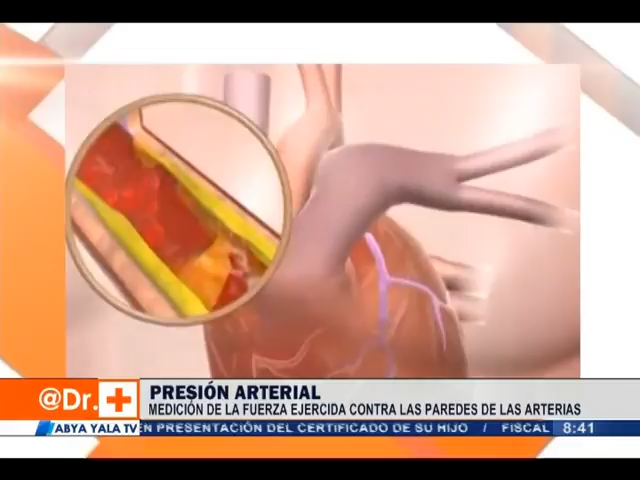 @Dr.
PRESIÓN ARTERIAL
MEDICIÓN DE LA FUERZA EJERCIDA CONTRA LAS PAREDES DE LAS ARTERIAS
ABYA YALA TV
EN PRESENTACIÓN DEL CERTIFICADO DE SU HIJO / FISCAL
8:41